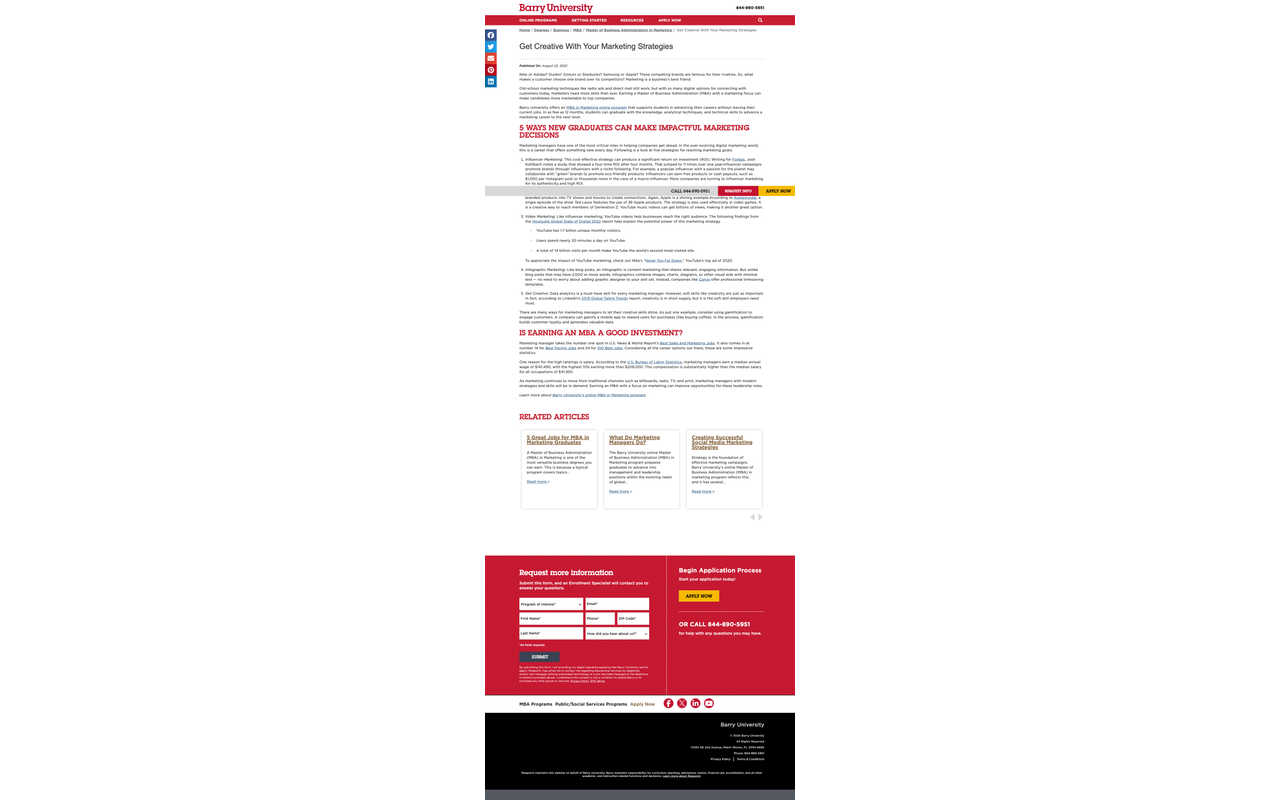 Barry University
844-890-5951
ONLINE PROGRAMS GETTING STARTED RESOURCES APPLY NOW
Home / Degrees / Business / MBA / Master of Business Administration in Marketing / Get Creative With Your Marketing Strategies
Get Creative With Your Marketing Strategies
Published On: August 22, 2022
Nike or Adidas? Dunkin' Donuts or Starbucks? Samsung or Apple? These competing brands are famous for their rivalries. So, what
makes a customer choose one brand over its competitors? Marketing is a business's best friend.
Old-school marketing techniques like radio ads and direct mail still work, but with so many digital options for connecting with
customers today, marketers need more skills than ever. Earning a Master of Business Administration (MBA) with a marketing focus can
make candidates more marketable to top companies.
Barry University offers an MBA in Marketing online program that supports students in advancing their careers without leaving their
current jobs. In as few as 12 months, students can graduate with the knowledge, analytical techniques, and technical skills to advance a
marketing career to the next level.
5 WAYS NEW GRADUATES CAN MAKE IMPACTFUL MARKETING
DECISIONS
Marketing managers have one of the most critical roles in helping companies get ahead. In the ever-evolving digital marketing world,
this is a career that offers something new every day. Following is a look at five strategies for reaching marketing goals:
1. Influencer Marketing: This cost-effective strategy can produce a significant return on investment (ROI). Writing for Forbes, Josh
Kohlbach notes a study that showed a four-time ROI after four months. That jumped to 11 times over one year. Influencer campaigns
promote brands through influencers with a niche following. For example, a popular influencer with a passion for the planet may
collaborate with "green" brands to promote eco-friendly products. Influencers can earn free products or cash payouts, such as
$1,000 per Instagram post or thousands more in the case of a macro-influencer. More companies are turning to influencer marketing
for its authenticity and high ROI.
CALL 844-890-5951 REQUEST INFO APPLY NOW
branded products into TV shows and movies to create connections. Again, Apple is a shining example. According to AppleInsider, a
single episode of the show Ted Lasso features the use of 36 Apple products. The strategy is also used effectively in video games. It
is a creative way to reach members of Generation Z. YouTube music videos can get billions of views, making it another great option.
3. Video Marketing: Like influencer marketing, YouTube videos help businesses reach the right audience. The following findings from
the Hootsuite Global State of Digital 2022 report help explain the potential power of this marketing strategy.
YouTube has 1.7 billion unique monthly visitors.
Users spend nearly 20 minutes a day on YouTube.
A total of 14 billion visits per month make YouTube the world's second most-visited site.
To appreciate the impact of YouTube marketing, check out Nike's "Never Too Far Down," YouTube's top ad of 2020.
4. Infographic Marketing: Like blog posts, an infographic is content marketing that shares relevant, engaging information. But unlike
blog posts that may have 2,000 or more words, infographics combine images, charts, diagrams, or other visual aids with minimal
text — no need to worry about adding graphic designer to your skill set. Instead, companies like Canva offer professional timesaving
templates.
5. Get Creative: Data analytics is a must-have skill for every marketing manager. However, soft skills like creativity are just as important.
In fact, according to LinkedIn's 2019 Global Talent Trends report, creativity is in short supply, but it is the soft skill employers need
most.
There are many ways for marketing managers to let their creative skills shine. As just one example, consider using gamification to
engage customers. A company can gamify a mobile app to reward users for purchases (like buying coffee). In the process, gamification
builds customer loyalty and generates valuable data.
IS EARNING AN MBA A GOOD INVESTMENT?
Marketing manager takes the number one spot in U.S. News & World Report's Best Sales and Marketing Jobs. It also comes in at
number 14 for Best Paying Jobs and 24 for 100 Best Jobs. Considering all the career options out there, these are some impressive
statistics.
One reason for the high rankings is salary. According to the U.S. Bureau of Labor Statistics, marketing managers earn a median annual
wage of $141,490, with the highest 10% earning more than $208,000. This compensation is substantially higher than the median salary
for all occupations of $41,950.
As marketing continues to move from traditional channels such as billboards, radio, TV, and print, marketing managers with modern
strategies and skills will be in demand. Earning an MBA with a focus on marketing can improve opportunities for these leadership roles.
Learn more about Barry University's online MBA in Marketing program.
RELATED ARTICLES
5 Great Jobs for MBA in
Marketing Graduates
A Master of Business Administration
(MBA) in Marketing is one of the
most versatile business degrees you
can earn. This is because a typical
program covers topics...
Read more »
What Do Marketing
Managers Do?
The Barry University online Master
of Business Administration (MBA) in
Marketing program prepares
graduates to advance into
management and leadership
positions within the evolving realm
of global...
Read more »
Creating Successful
Social Media Marketing
Strategies
Strategy is the foundation of
effective marketing campaigns.
Barry University's online Master of
Business Administration (MBA) in
marketing program reflects this,
and it has several...
Read more »
Request more information
Submit this form, and an Enrollment Specialist will contact you to
answer your questions.
Program of Interest* Email*
First Name* Phone* ZIP Code*
Last Name* How did you hear about us?*
*All fields required.
SUBMIT
Begin Application Process
Start your application today!
APPLY NOW
OR CALL 844-890-5951
for help with any questions you may have.
MBA Programs Public/Social Services Programs Apply Now
Barry University
© 2024 Barry University
All Rights Reserved
11300 NE 2nd Avenue, Miami Shores, FL 33161-6695
Phone: 844-890-5951
Privacy Policy | Terms & Conditions